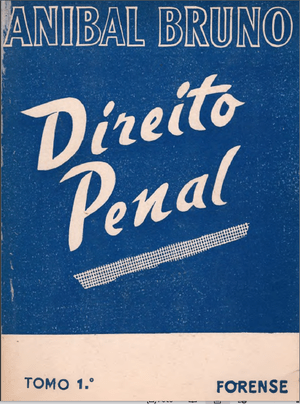 ANIBAL BRUNO
Direito
Penal
TOMO 1.º
FORENSE